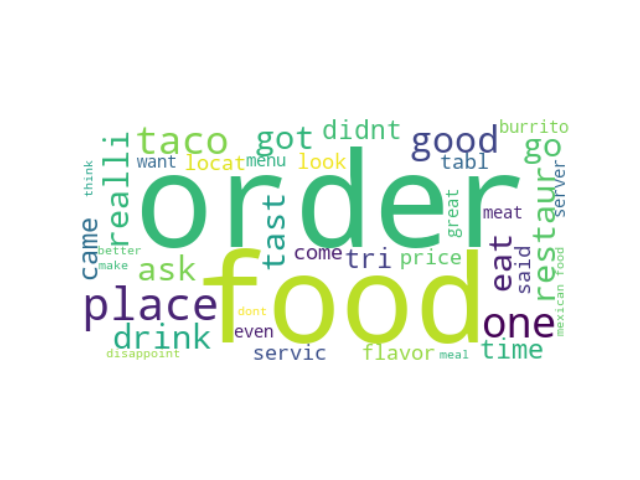 taco
got
didnt
good
burrito
go
realli
want
locat
menu
look
tabl
server
think
order
tast
great
meat
restaur
came
better
make
ask
come
tri
price
eat
said
mexican food
place
food
dont
one
drink
even
servic
flavor
meal
time
disappoint